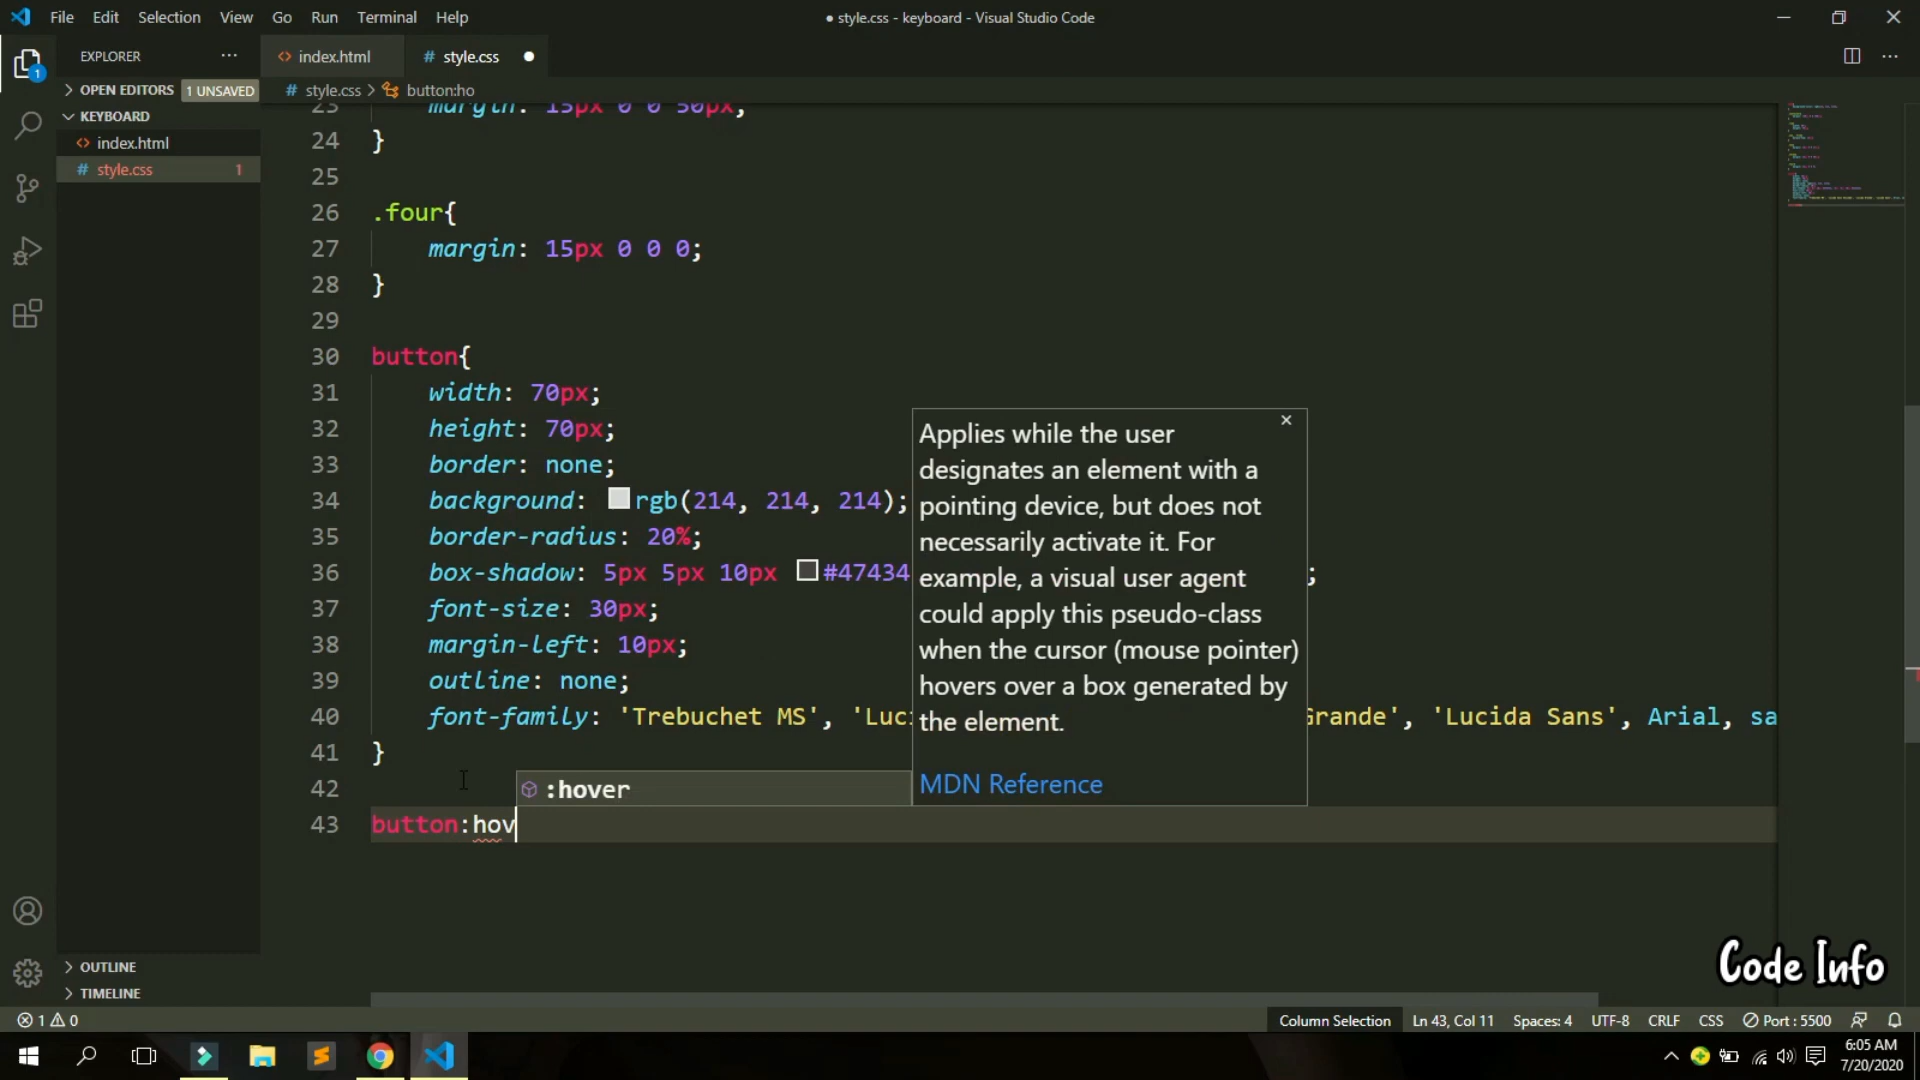 File Edit Selection View Go Run Terminal Help
● style.css - keyboard - Visual Studio Code
EXPLORER
index.html
# style.css
OPEN EDITORS 1 UNSAVED
# style.css > button:ho
KEYBOARD
index.html
# style.css 1
23 margin: 15px 0 0 50px;
24 }
25
26 .four{
27 margin: 15px 0 0 0;
28 }
29
30 button{
31 width: 70px;
32 height: 70px;
33 border: none;
34 background: rgb(214, 214, 214);
35 border-radius: 20%;
36 box-shadow: 5px 5px 10px #47434 ;
37 font-size: 30px;
38 margin-left: 10px;
39 outline: none;
40 font-family: 'Trebuchet MS', 'Luc Grande', 'Lucida Sans', Arial, sa
41 }
42
43 button:hov
:hover
Applies while the user
designates an element with a
pointing device, but does not
necessarily activate it. For
example, a visual user agent
could apply this pseudo-class
when the cursor (mouse pointer)
hovers over a box generated by
the element.
MDN Reference
1
OUTLINE
TIMELINE
Code Info
1 0
Column Selection Ln 43, Col 11 Spaces: 4 UTF-8 CRLF CSS Port : 5500
6:05 AM
7/20/2020